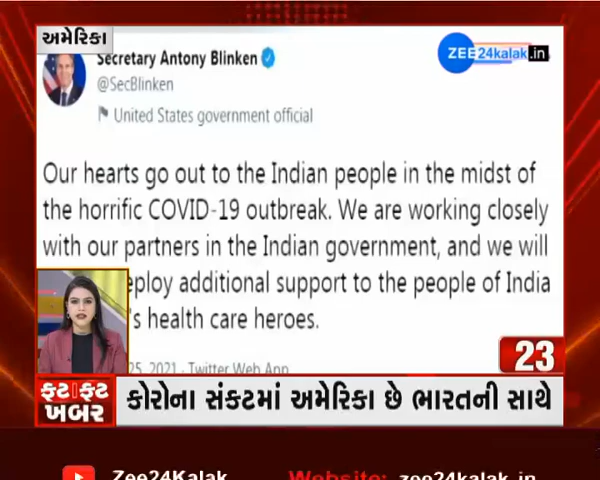 અમેરિકા
ZEE24kalak.in
Secretary Antony Blinken
@SecBlinken
United States government official
Our hearts go out to the Indian people in the midst of
the horrific COVID-19 outbreak. We are working closely
with our partners in the Indian government, and we will
eploy additional support to the people of India
's health care heroes.
25, 2021 · Twitter Web App
23
ફટાફટ
ખબર
કોરોના સંકટમાં અમેરિકા છે ભારતની સાથે
Zee24Kalak
Website: zee24kalak.in